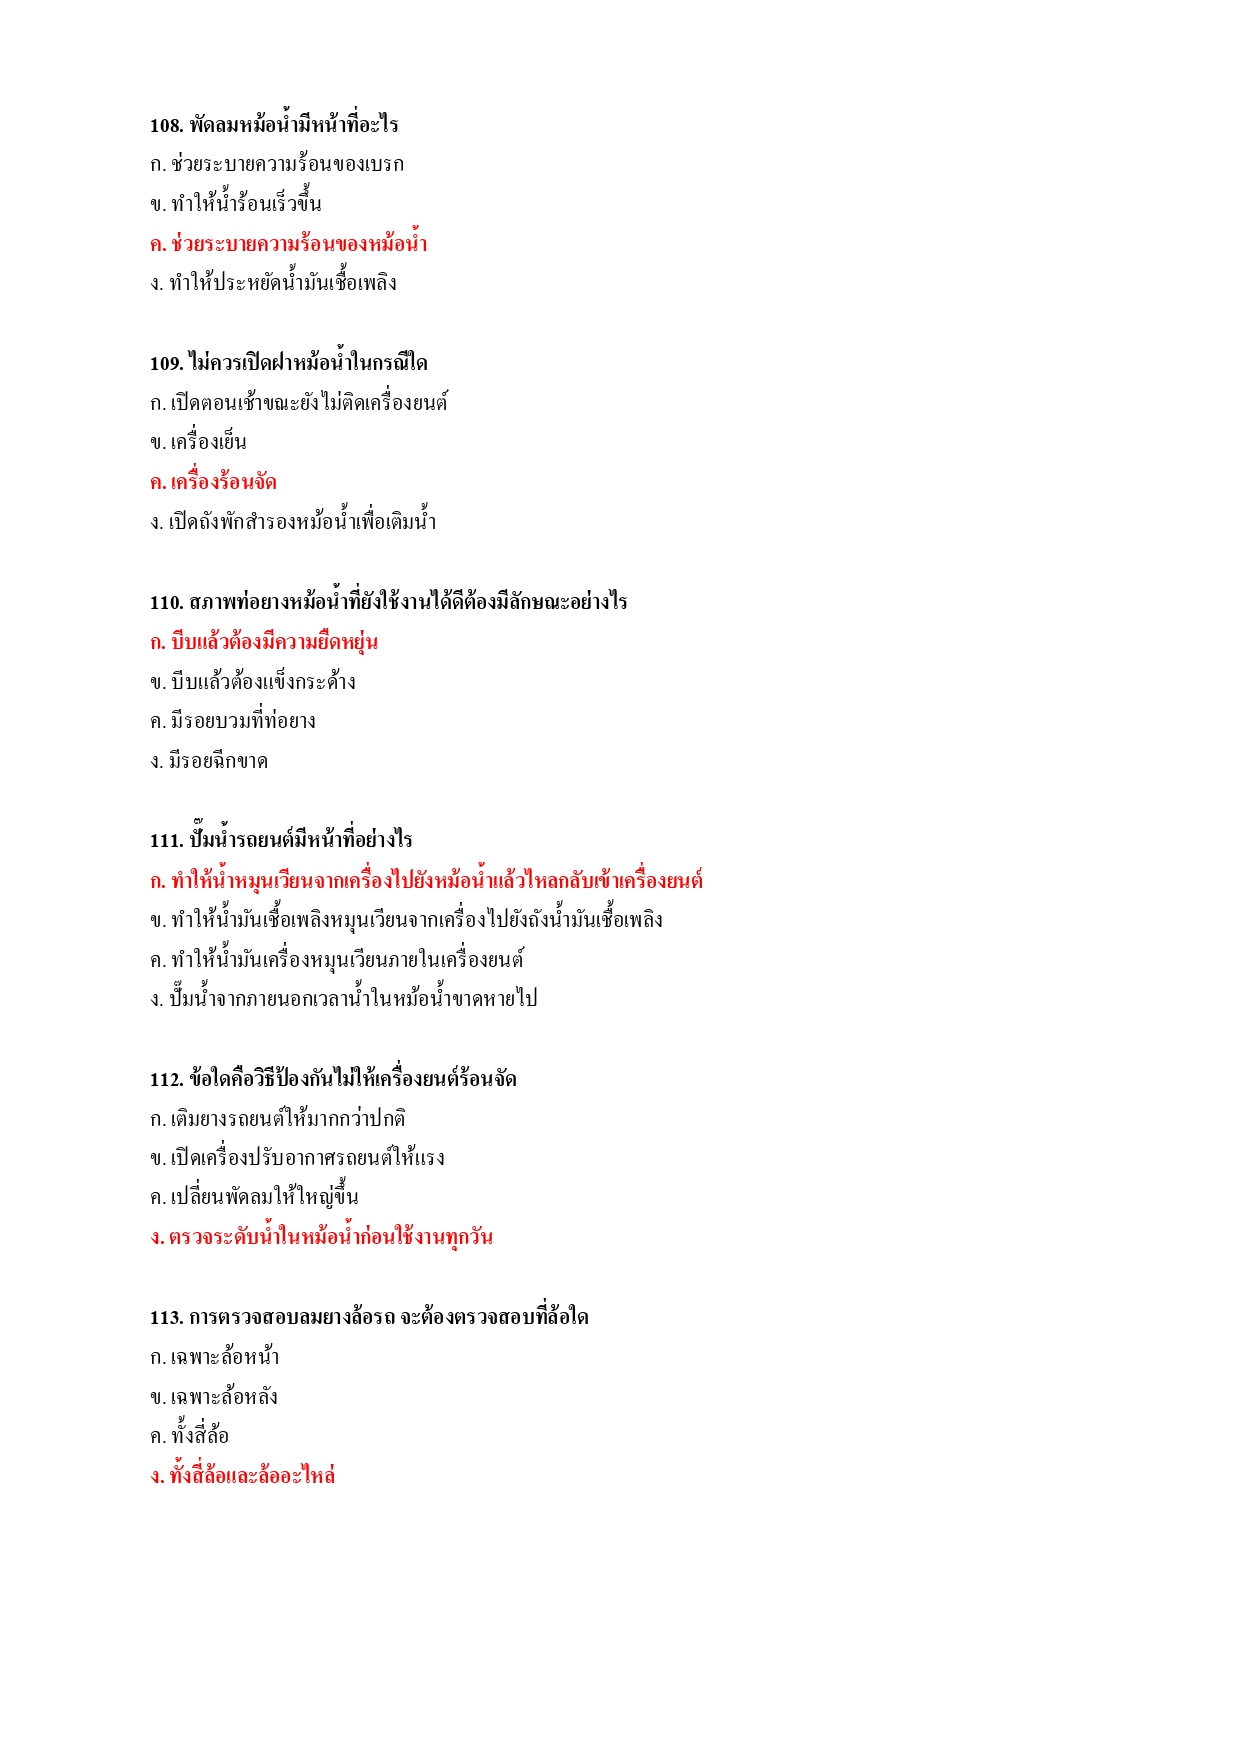 108. พัดลมหม้อน้ำมีหน้าที่อะไร
ก. ช่วยระบายความร้อนของเบรก
ข. ทำให้น้ำร้อนเร็วขึ้น
ค. ช่วยระบายความร้อนของหม้อน้ำ
ง. ทำให้ประหยัดน้ำมันเชื้อเพลิง
109. ไม่ควรเปิดฝาหม้อน้ำในกรณีใด
ก. เปิดตอนเช้าขณะยังไม่ติดเครื่องยนต์
ข. เครื่องเย็น
ค. เครื่องร้อนจัด
ง. เปิดถังพักสำรองหม้อน้ำเพื่อเติมน้ำ
110. สภาพท่อยางหม้อน้ำที่ยังใช้งานได้ดีต้องมีลักษณะอย่างไร
ก. บีบแล้วต้องมีความยืดหยุ่น
ข. บีบแล้วต้องแข็งกระด้าง
ค. มีรอยบวมที่ท่อยาง
ง. มีรอยฉีกขาด
111. ปั๊มน้ำรถยนต์มีหน้าที่อย่างไร
ก. ทำให้น้ำหมุนเวียนจากเครื่องไปยังหม้อน้ำแล้วไหลกลับเข้าเครื่องยนต์
ข. ทำให้น้ำมันเชื้อเพลิงหมุนเวียนจากเครื่องไปยังถังน้ำมันเชื้อเพลิง
ค. ทำให้น้ำมันเครื่องหมุนเวียนภายในเครื่องยนต์
ง. ปั๊มน้ำจากภายนอกเวลาน้ำในหม้อน้ำขาดหายไป
112. ข้อใดคือวิธีป้องกันไม่ให้เครื่องยนต์ร้อนจัด
ก. เติมยางรถยนต์ให้มากกว่าปกติ
ข. เปิดเครื่องปรับอากาศรถยนต์ให้แรง
ค. เปลี่ยนพัดลมให้ใหญ่ขึ้น
ง. ตรวจระดับน้ำในหม้อน้ำก่อนใช้งานทุกวัน
113. การตรวจสอบลมยางล้อรถ จะต้องตรวจสอบที่ล้อใด
ก. เฉพาะล้อหน้า
ข. เฉพาะล้อหลัง
ค. ทั้งสี่ล้อ
ง. ทั้งสี่ล้อและล้ออะไหล่